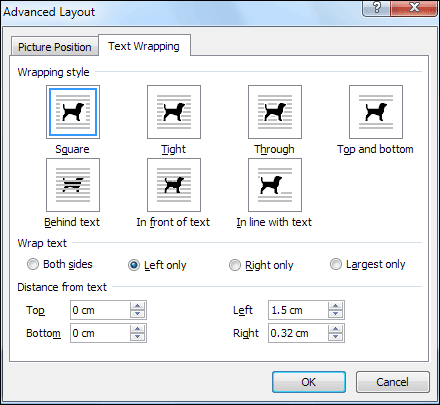 Advanced Layout
Picture Position Text Wrapping
Wrapping style
Square Tight Through Top and bottom
Behind text In front of text In line with text
Wrap text
Both sides Left only Right only Largest only
Distance from text
Top 0 cm Left 1.5 cm
Bottom 0 cm Right 0.32 cm
OK Cancel